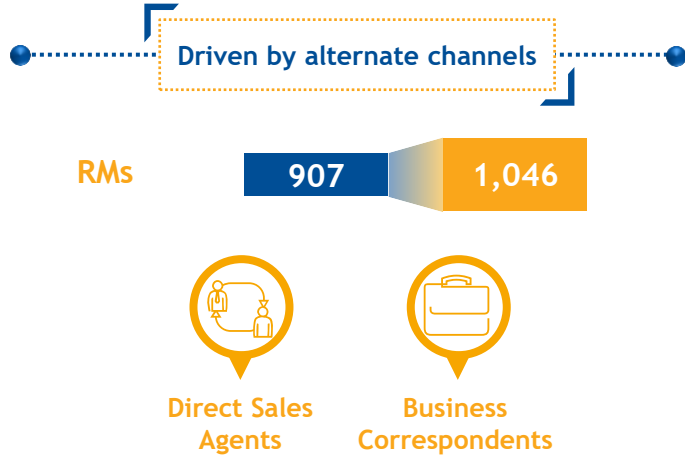 Driven by alternate channels
RMs
907
1,046
Direct Sales
Agents
Business
Correspondents